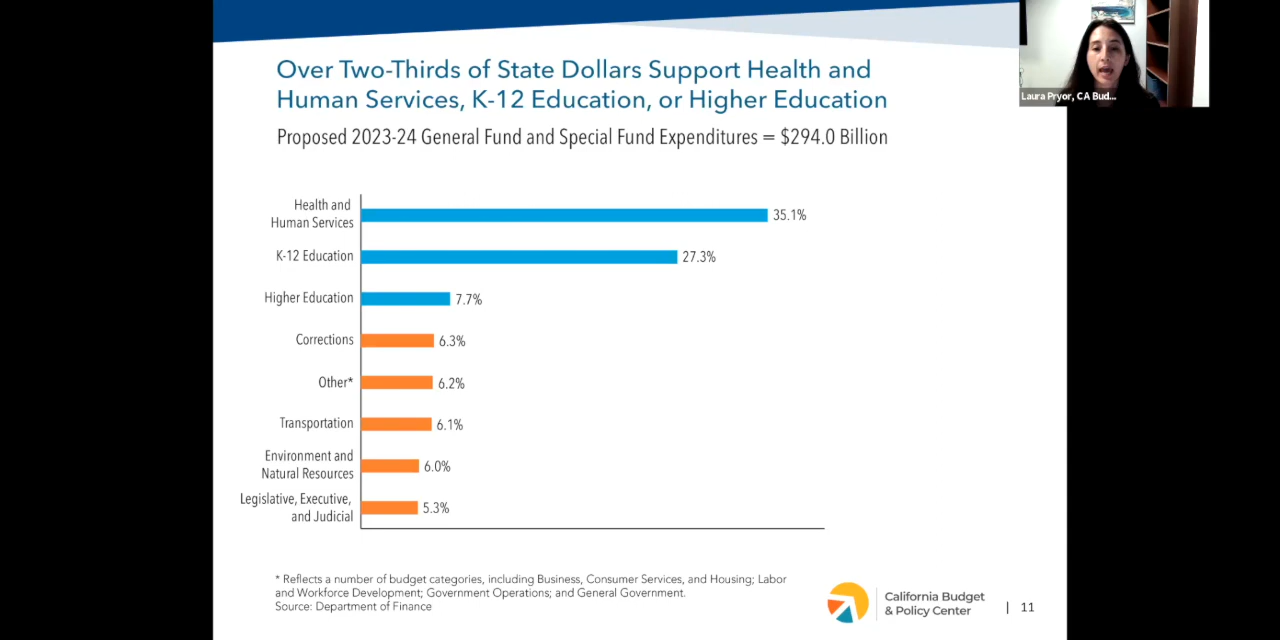 Over Two-Thirds of State Dollars Support Health and
Human Services, K-12 Education, or Higher Education
Proposed 2023-24 General Fund and Special Fund Expenditures = $294.0 Billion
Laura Pryor, CA Bud...
Health and
Human Services
35.1%
K-12 Education
27.3%
Higher Education
7.7%
Corrections
6.3%
Other*
6.2%
Transportation
6.1%
Environment and
Natural Resources
6.0%
Legislative, Executive,
and Judicial
5.3%
* Reflects a number of budget categories, including Business, Consumer Services, and Housing; Labor
and Workforce Development; Government Operations; and General Government.
Source: Department of Finance
California Budget
& Policy Center
| 11